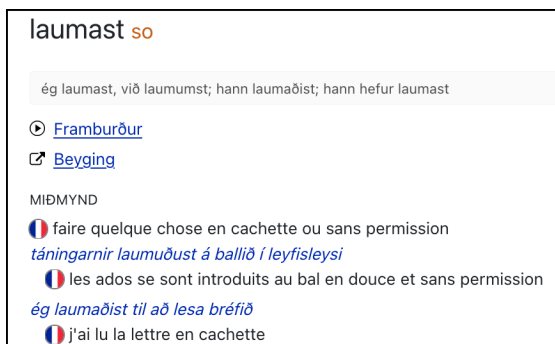 laumast so
ég laumast, við laumumst; hann laumaðist; hann hefur laumast
Framburður
Beyging
MIÐMYND
faire quelque chose en cachette ou sans permission
táningarnir laumuðust á ballið í leyfisleysi
les ados se sont introduits au bal en douce et sans permission
ég laumaðist til að lesa bréfið
j'ai lu la lettre en cachette